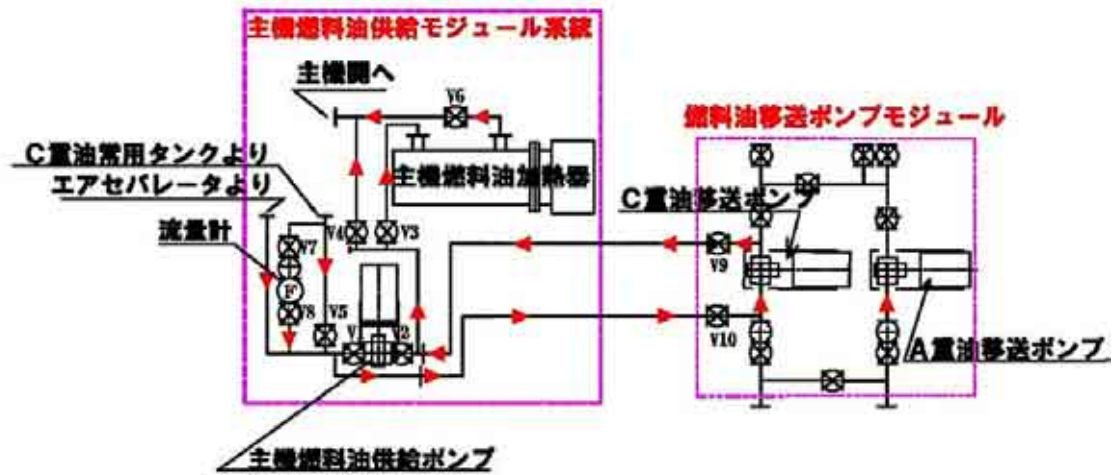 主機燃料油供給モジュール系統
主機関へ
V6
燃料油移送ポンプモジュール
C重油常用タンクより
主機燃料油加熱器
エアセパレータより
C重油移送ポンプ
流量計
V7
V4
V3
V9
F
V8
V5
V
V2
V10
A重油移送ポンプ
主機燃料油供給ポンプ